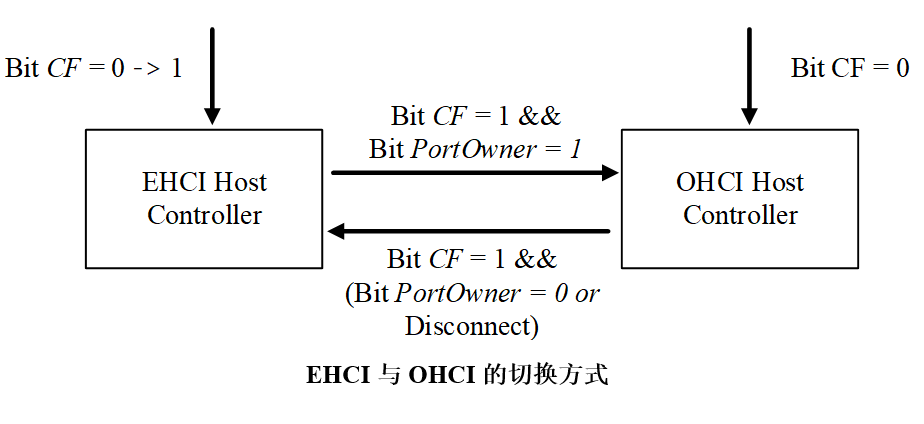 Bit CF = 0 -> 1
Bit CF = 0
Bit CF = 1 &&
Bit PortOwner = 1
EHCI Host
Controller
OHCI Host
Controller
Bit CF = 1 &&
(Bit PortOwner = 0 or
Disconnect)
EHCI 与 OHCI 的切换方式